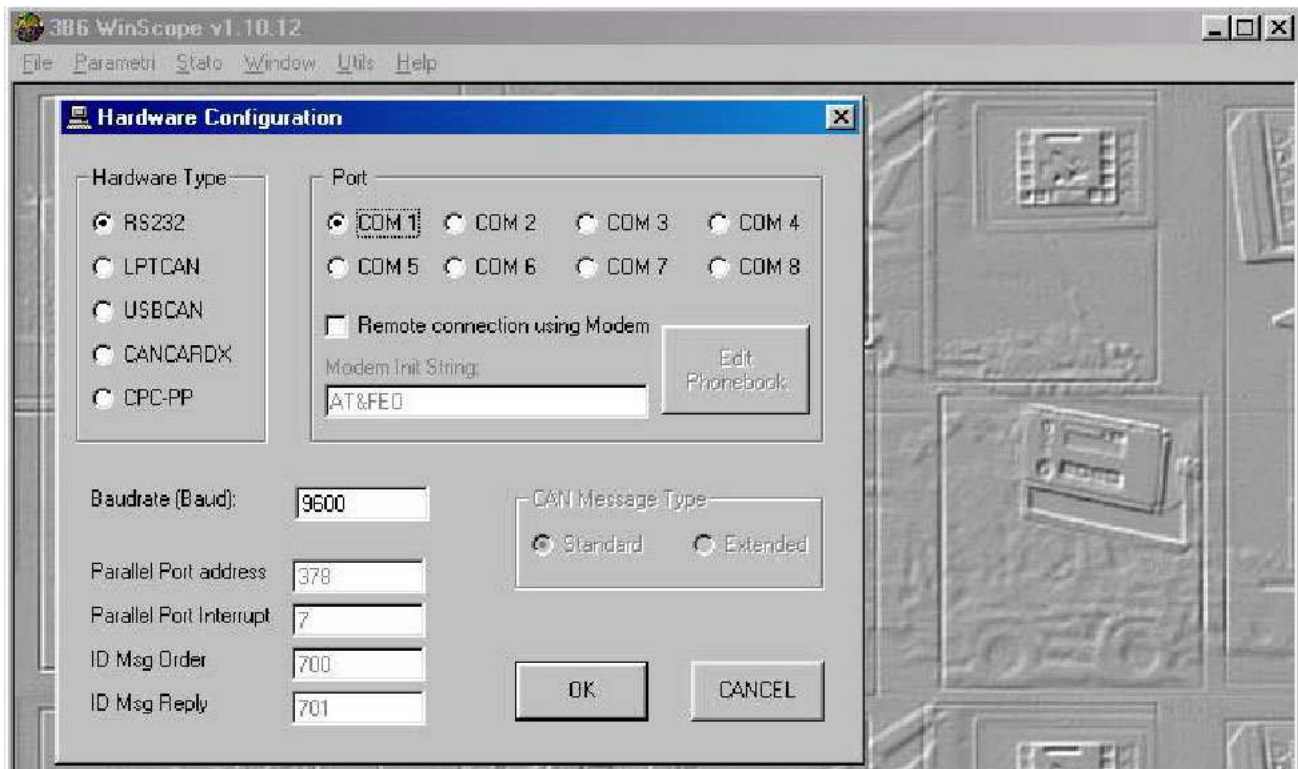 3B6 WinScope v1.10.12
File Parametri Stato Window Utils Help
Hardware Configuration
Hardware Type
RS232
LPTCAN
USBCAN
CANCARDX
CPC-PP
Port
COM 1 COM 2 COM 3 COM 4
COM 5 COM 6 COM 7 COM 8
Remote connection using Modem
Modem Init String:
AT&FE0
Edit
Phonebook
Baudrate (Baud): 9600
CAN Message Type
Standard Extended
Parallel Port address 378
Parallel Port Interrupt 7
ID Msg Order 700
ID Msg Reply 701
OK CANCEL